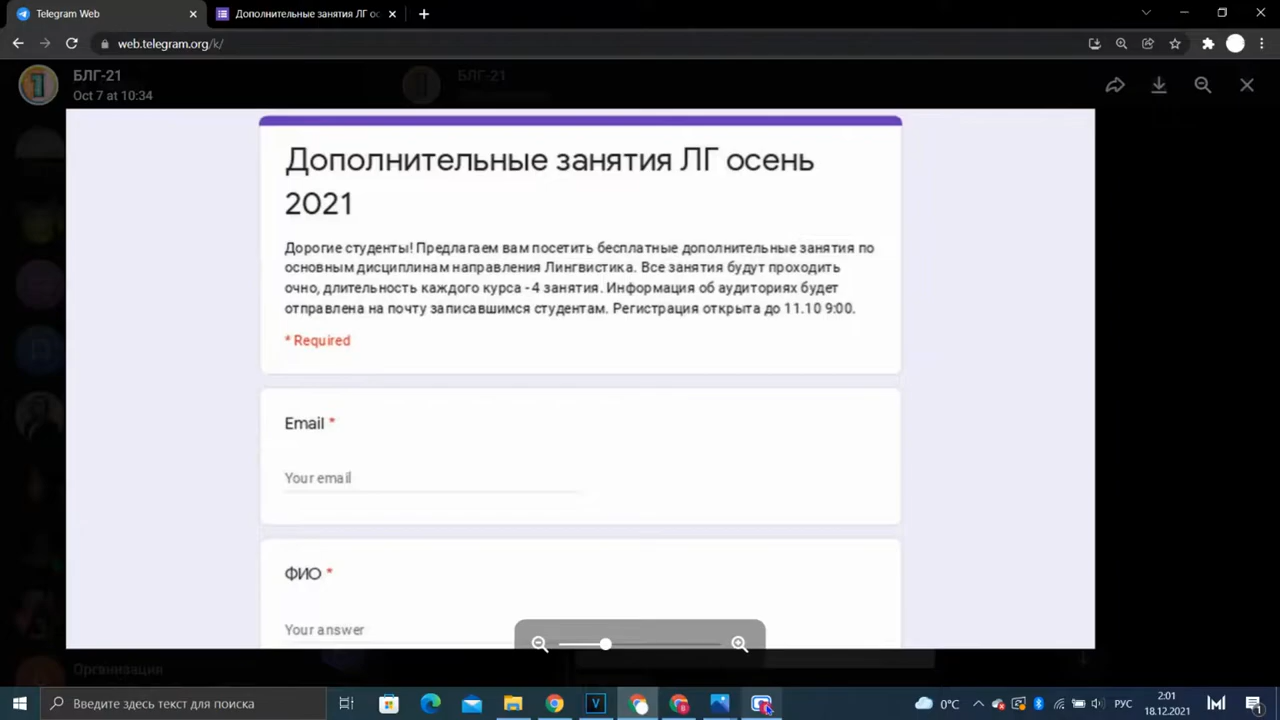 Telegram Web
Дополнительные занятия ЛГ ос
web.telegram.org/k/
БЛГ-21
Oct 7 at 10:34
БЛГ-21
Дополнительные занятия ЛГ осень
2021
Дорогие студенты! Предлагаем вам посетить бесплатные дополнительные занятия по
основным дисциплинам направления Лингвистика. Все занятия будут проходить
очно, длительность каждого курса - 4 занятия. Информация об аудиториях будет
отправлена на почту записавшимся студентам. Регистрация открыта до 11.10 9:00.
* Required
Email *
Your email
ФИО *
Your answer
Организация
Введите здесь текст для поиска
0°C
РУС
2:01
18.12.2021
1